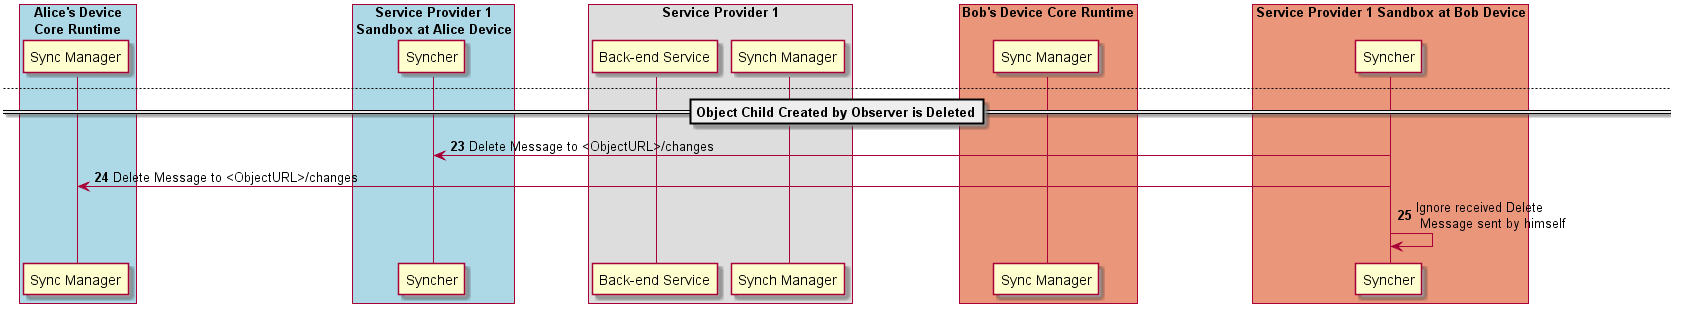 Alice's Device
Core Runtime
Service Provider 1
Sandbox at Alice Device
Service Provider 1
Bob's Device Core Runtime
Service Provider 1 Sandbox at Bob Device
Sync Manager
Syncher
Back-end Service
Synch Manager
Sync Manager
Syncher
Object Child Created by Observer is Deleted
23 Delete Message to <ObjectURL>/changes
24 Delete Message to <ObjectURL>/changes
25 Ignore received Delete
Message sent by himself
Sync Manager
Syncher
Back-end Service
Synch Manager
Sync Manager
Syncher